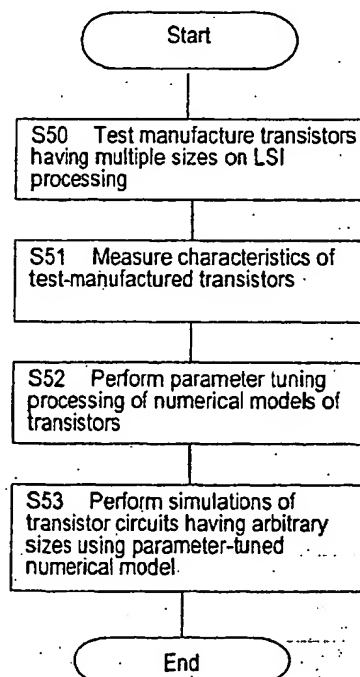 Start
S50 Test manufacture transistors
having multiple sizes on LSI
processing
S51 Measure characteristics of
test-manufactured transistors
S52 Perform parameter tuning
processing of numerical models of
transistors
S53 Perform simulations of
transistor circuits having arbitrary
sizes using parameter-tuned
numerical model
End